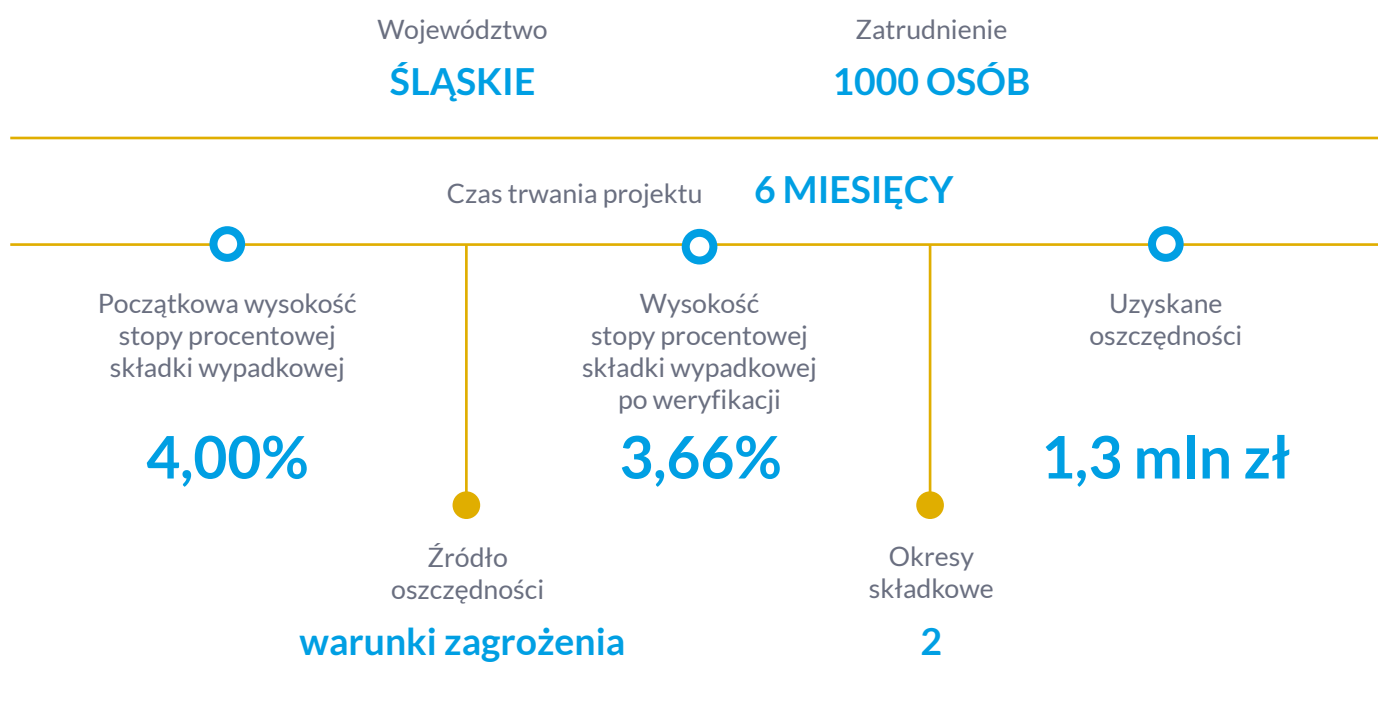 Województwo
ŚLĄSKIE
Zatrudnienie
1000 OSÓB
Czas trwania projektu
6 MIESIĘCY
Początkowa wysokość
stopy procentowej
składki wypadkowej
4,00%
Źródło
oszczędności
warunki zagrożenia
Wysokość
stopy procentowej
składki wypadkowej
po weryfikacji
3,66%
Okresy
składkowe
2
Uzyskane
oszczędności
1,3 mln zł